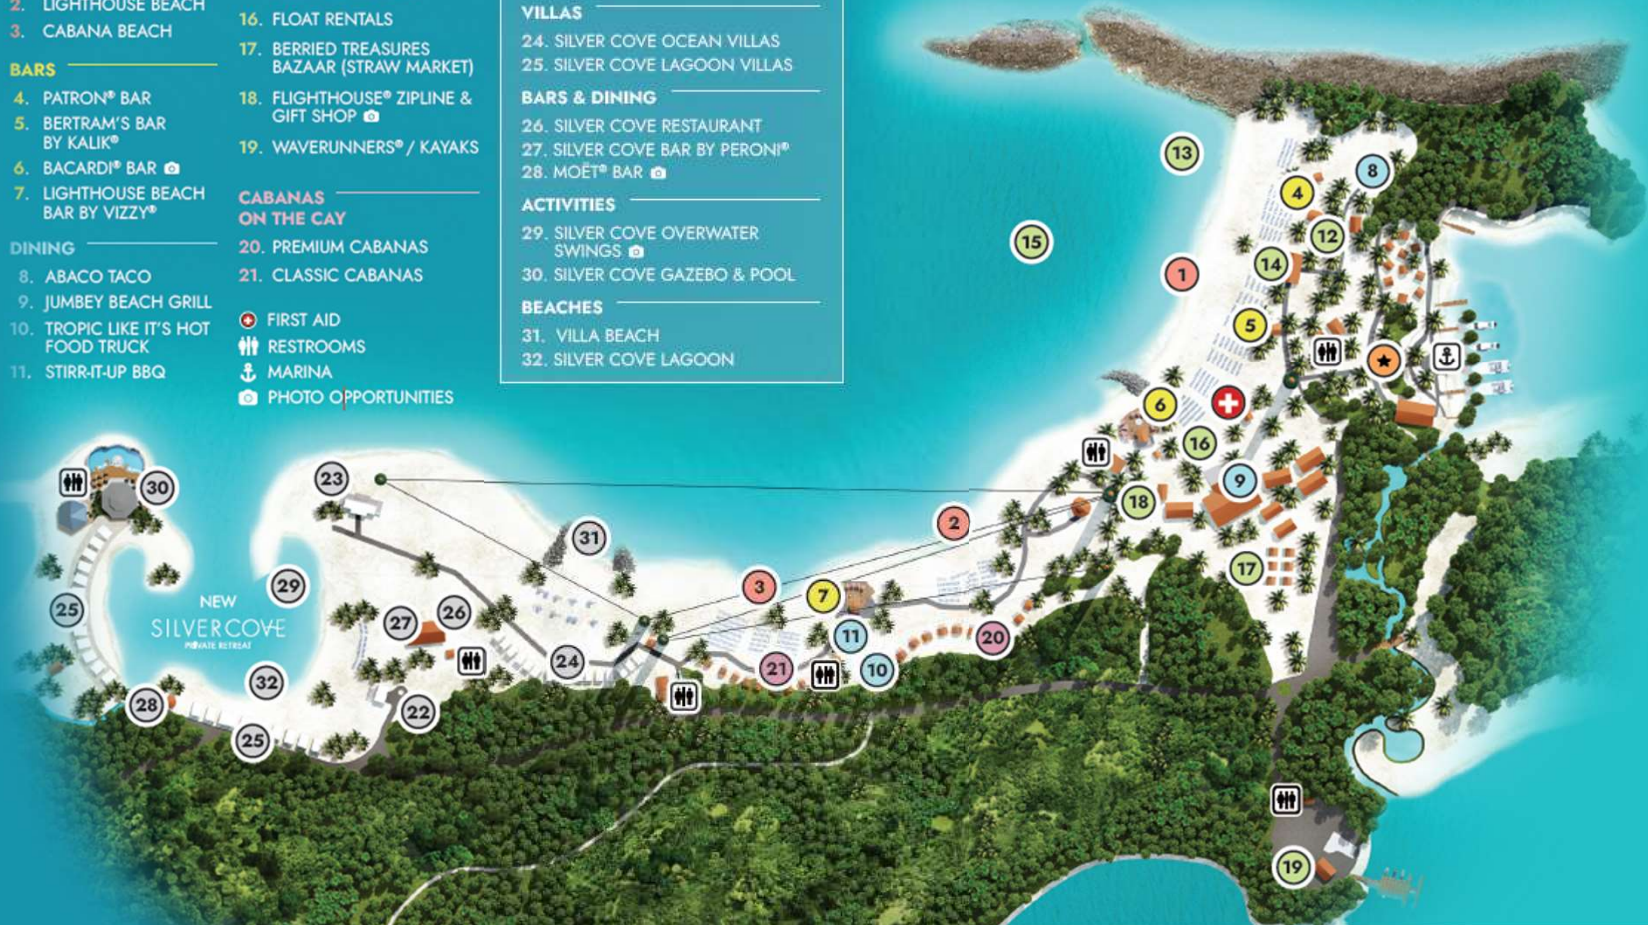 2. LIGHTHOUSE BEACH
3. CABANA BEACH
BARS
4. PATRON® BAR
5. BERTRAM'S BAR
BY KALIK®
6. BACARDI® BAR
7. LIGHTHOUSE BEACH
BAR BY VIZZY®
DINING
8. ABACO TACO
9. JUMBEY BEACH GRILL
10. TROPIC LIKE IT'S HOT
FOOD TRUCK
11. STIRR-IT-UP BBQ
16. FLOAT RENTALS
17. BERRIED TREASURES
BAZAAR (STRAW MARKET)
18. FLIGHTHOUSE® ZIPLINE &
GIFT SHOP
19. WAVERUNNERS® / KAYAKS
CABANAS
ON THE CAY
20. PREMIUM CABANAS
21. CLASSIC CABANAS
FIRST AID
RESTROOMS
MARINA
PHOTO OPPORTUNITIES
VILLAS
24. SILVER COVE OCEAN VILLAS
25. SILVER COVE LAGOON VILLAS
BARS & DINING
26. SILVER COVE RESTAURANT
27. SILVER COVE BAR BY PERONI®
28. MOËT® BAR
ACTIVITIES
29. SILVER COVE OVERWATER
SWINGS
30. SILVER COVE GAZEBO & POOL
BEACHES
31. VILLA BEACH
32. SILVER COVE LAGOON
13
8
4
12
15
14
1
5
6
16
9
18
23
30
2
31
17
3
29
7
25
NEW
SILVER COVE
PRIVATE RETREAT
27
26
11
20
24
21
10
32
28
22
25
19